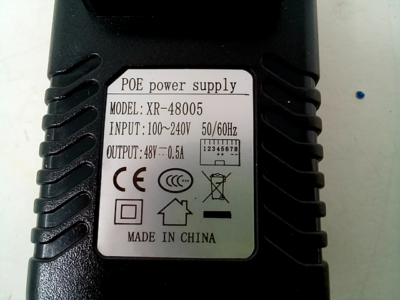 POE power supply
MODEL: XR-48005
INPUT: 100~240V 50/60Hz
OUTPUT: 48V⎓0.5A
12345678
CE CCC
MADE IN CHINA